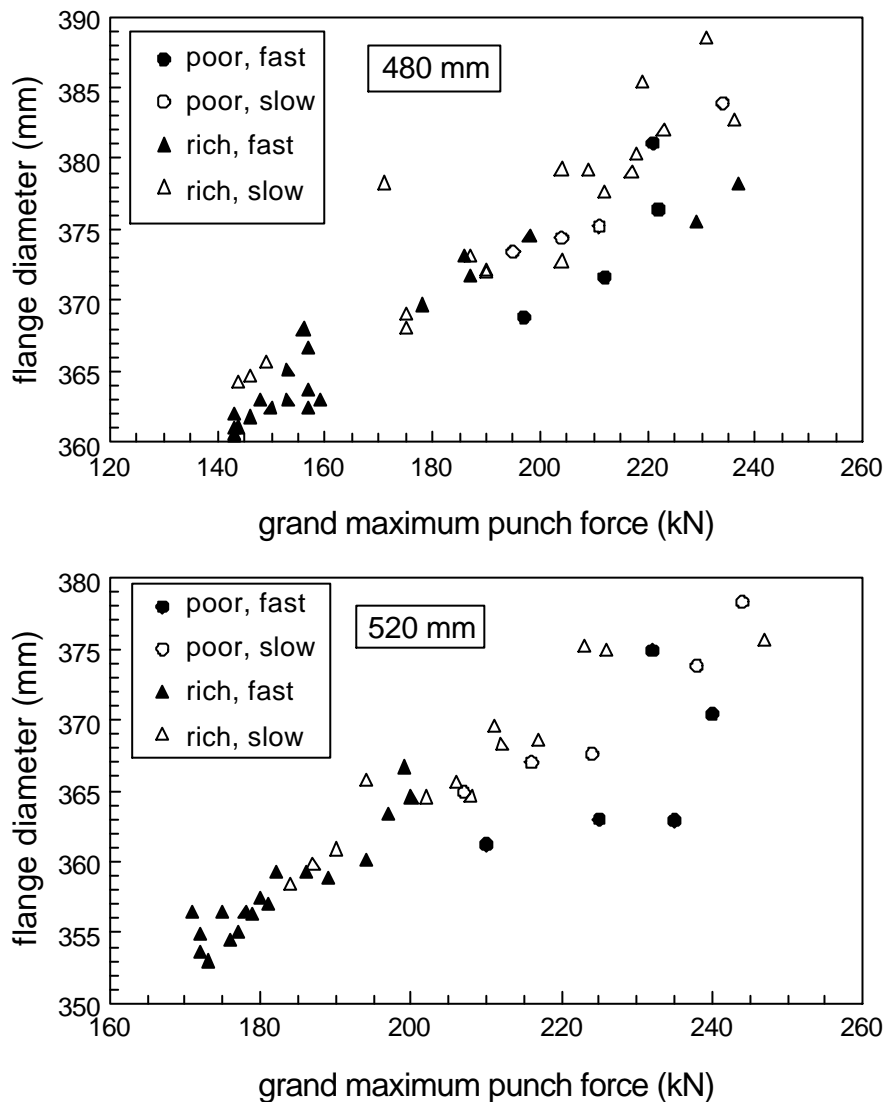 390
385
380
375
370
365
360
flange diameter (mm)
poor, fast
poor, slow
rich, fast
rich, slow
480 mm
120 140 160 180 200 220 240 260
grand maximum punch force (kN)
380
375
370
365
360
355
350
flange diameter (mm)
poor, fast
poor, slow
rich, fast
rich, slow
520 mm
160 180 200 220 240 260
grand maximum punch force (kN)